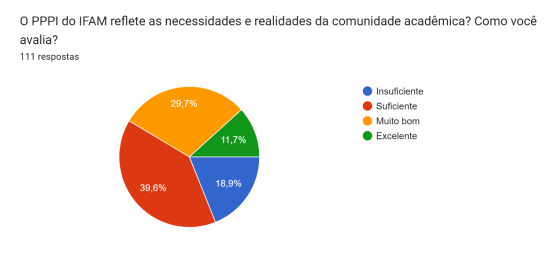 O PPPI do IFAM reflete as necessidades e realidades da comunidade acadêmica? Como você
avalia?
111 respostas
Insuficiente
Suficiente
Muito bom
Excelente
29,7%
11,7%
18,9%
39,6%